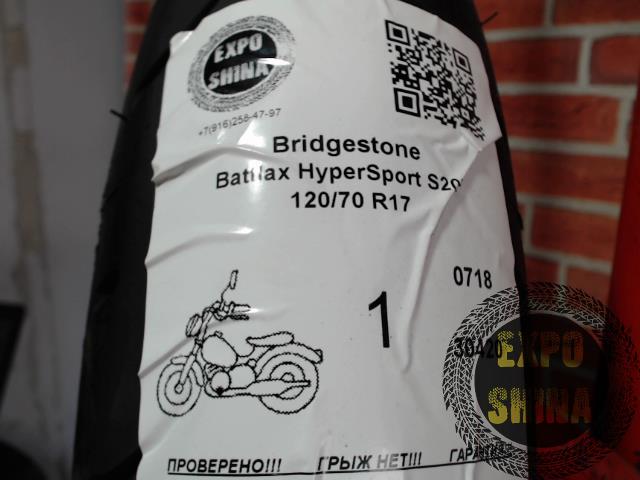 EXPO
SHINA
+7(916)258-47-97
Bridgestone
Battlax HyperSport S20
120/70 R17
0718
1
30420
EXPO
SHINA
ПРОВЕРЕНО!!! ГРЫЖ НЕТ!!!